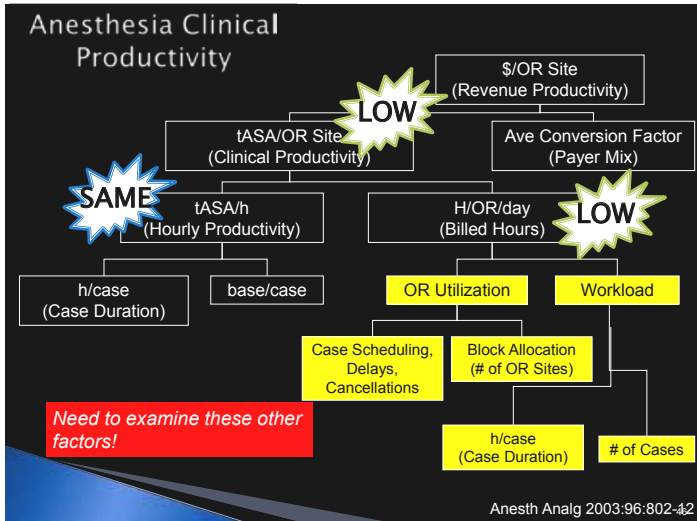 Anesthesia Clinical
Productivity
$/OR Site
(Revenue Productivity)
LOW
tASA/OR Site
(Clinical Productivity)
Ave Conversion Factor
(Payer Mix)
SAME
tASA/h
(Hourly Productivity)
H/OR/day
(Billed Hours)
LOW
h/case
(Case Duration)
base/case
OR Utilization
Workload
Case Scheduling,
Delays,
Cancellations
Block Allocation
(# of OR Sites)
Need to examine these other
factors!
h/case
(Case Duration)
# of Cases
Anesth Analg 2003:96:802-12